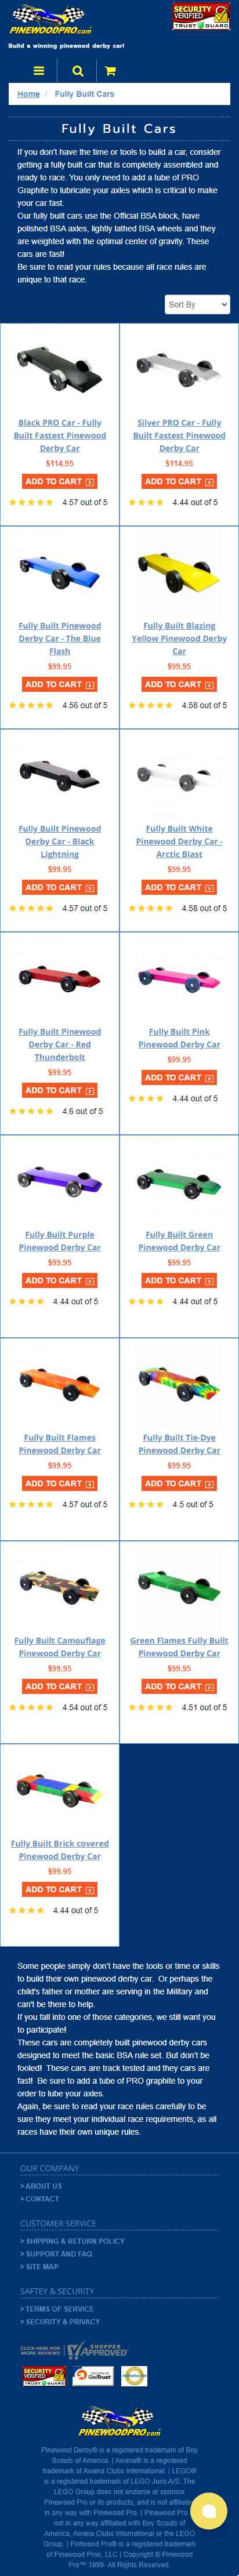 PINEWOODPRO.COM
Build a winning pinewood derby car!
SECURITY
VERIFIED
TRUST GUARD
Home / Fully Built Cars
Fully Built Cars
If you don't have the time or tools to build a car, consider
getting a fully built car that is completely assembled and
ready to race. You only need to add a tube of PRO
Graphite to lubricate your axles which is critical to make
your car fast.
Our fully built cars use the Official BSA block, have
polished BSA axles, lightly lathed BSA wheels and they
are weighted with the optimal center of gravity. These
cars are fast!
Be sure to read your rules because all race rules are
unique to that race.
Sort By
Black PRO Car - Fully
Built Fastest Pinewood
Derby Car
$114.95
ADD TO CART
4.57 out of 5
Silver PRO Car - Fully
Built Fastest Pinewood
Derby Car
$114.95
ADD TO CART
4.44 out of 5
Fully Built Pinewood
Derby Car - The Blue
Flash
$99.95
ADD TO CART
4.56 out of 5
Fully Built Blazing
Yellow Pinewood Derby
Car
$99.95
ADD TO CART
4.58 out of 5
Fully Built Pinewood
Derby Car - Black
Lightning
$99.95
ADD TO CART
4.57 out of 5
Fully Built White
Pinewood Derby Car -
Arctic Blast
$99.95
ADD TO CART
4.58 out of 5
Fully Built Pinewood
Derby Car - Red
Thunderbolt
$99.95
ADD TO CART
4.6 out of 5
Fully Built Pink
Pinewood Derby Car
$99.95
ADD TO CART
4.44 out of 5
Fully Built Purple
Pinewood Derby Car
$99.95
ADD TO CART
4.44 out of 5
Fully Built Green
Pinewood Derby Car
$99.95
ADD TO CART
4.44 out of 5
Fully Built Flames
Pinewood Derby Car
$99.95
ADD TO CART
4.57 out of 5
Fully Built Tie-Dye
Pinewood Derby Car
$99.95
ADD TO CART
4.5 out of 5
Fully Built Camouflage
Pinewood Derby Car
$99.95
ADD TO CART
4.54 out of 5
Green Flames Fully Built
Pinewood Derby Car
$99.95
ADD TO CART
4.51 out of 5
Fully Built Brick covered
Pinewood Derby Car
$99.95
ADD TO CART
4.44 out of 5
Some people simply don't have the tools or time or skills
to build their own pinewood derby car. Or perhaps the
child's father or mother are serving in the Military and
can't be there to help.
If you fall into one of those categories, we still want you
to participate!
These cars are completely built pinewood derby cars
designed to meet the basic BSA rule set. But don't be
fooled! These cars are track tested and they cars are
fast! Be sure to add a tube of PRO graphite to your
order to lube your axles.
Again, be sure to read your race rules carefully to be
sure they meet your individual race requirements, as all
races have their own unique rules.
OUR COMPANY
> ABOUT US
> CONTACT
CUSTOMER SERVICE
> SHIPPING & RETURN POLICY
> SUPPORT AND FAQ
> SITE MAP
SAFTEY & SECURITY
> TERMS OF SERVICE
> SECURITY & PRIVACY
CLICK HERE FOR
MORE REVIEWS
SHOPPER
APPROVED
SECURITY
VERIFIED
TRUST GUARD
GeoTrust
PINEWOODPRO.COM
Pinewood Derby® is a registered trademark of Boy
Scouts of America. | Awana® is a registered
trademark of Awana Clubs International. | LEGO®
is a registered trademark of LEGO Juris A/S. The
LEGO Group does not endorse or sponsor
Pinewood Pro or its products, and is not affiliated
in any way with Pinewood Pro. | Pinewood Pro
not in any way affiliated with Boy Scouts of
America, Awana Clubs International or the LEGO
Group. | Pinwood Pro® is a registered trademark
of Pinewood Pros, LLC | Copyright © Pinewood
Pro™ 1999- All Rights Reserved.